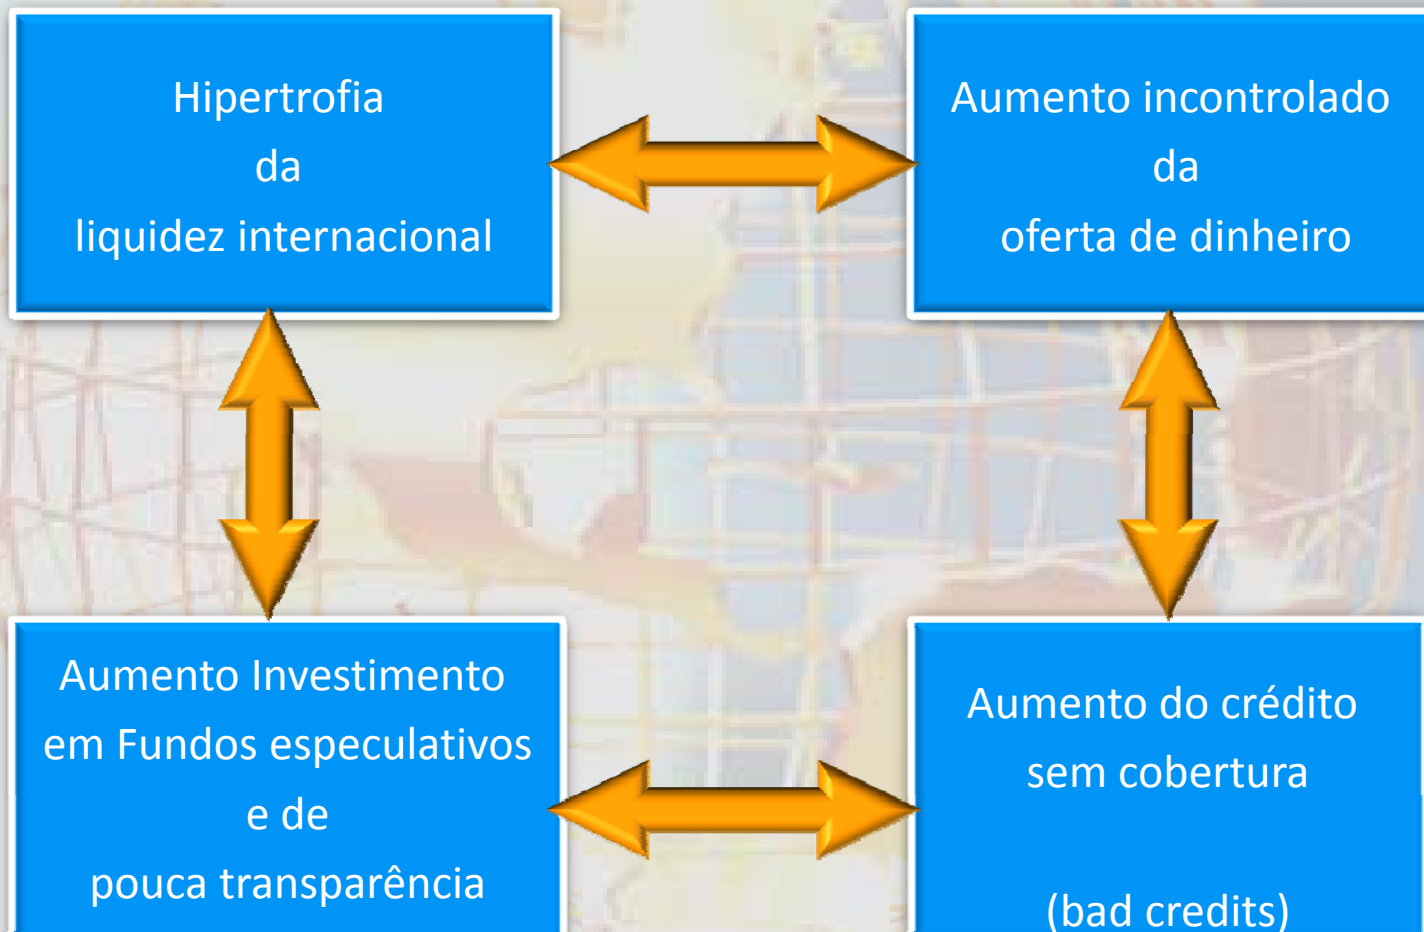 Hipertrofia
da
liquidez internacional
Aumento incontrolado
da
oferta de dinheiro
Aumento Investimento
em Fundos especulativos
e de
pouca transparência
Aumento do crédito
sem cobertura
(bad credits)